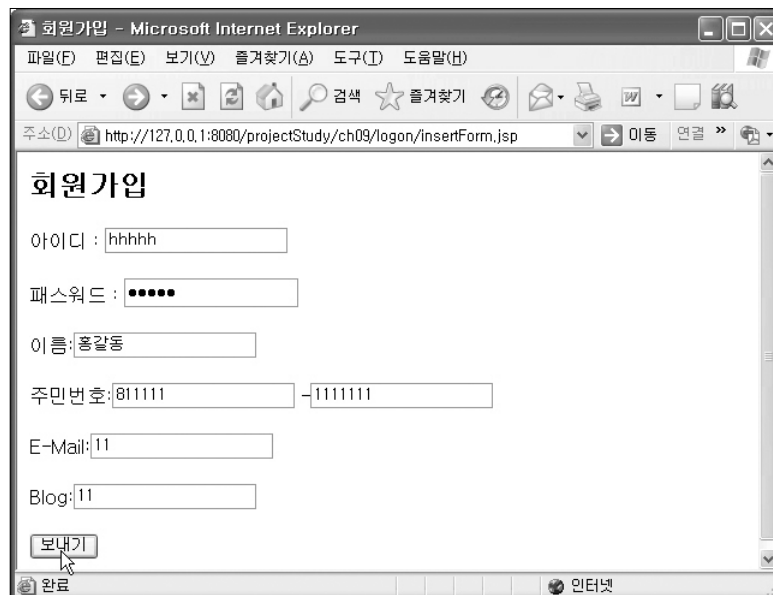 회원가입 - Microsoft Internet Explorer
파일(F) 편집(E) 보기(V) 즐겨찾기(A) 도구(T) 도움말(H)
뒤로 검색 즐겨찾기
주소(D) http://127.0.0.1:8080/projectStudy/ch09/logon/insertForm.jsp 이동 연결 »
회원가입
아이디 : hhhhh
패스워드 : •••••
이름:홍갈동
주민번호:811111 -1111111
E-Mail:11
Blog:11
보내기
완료 인터넷